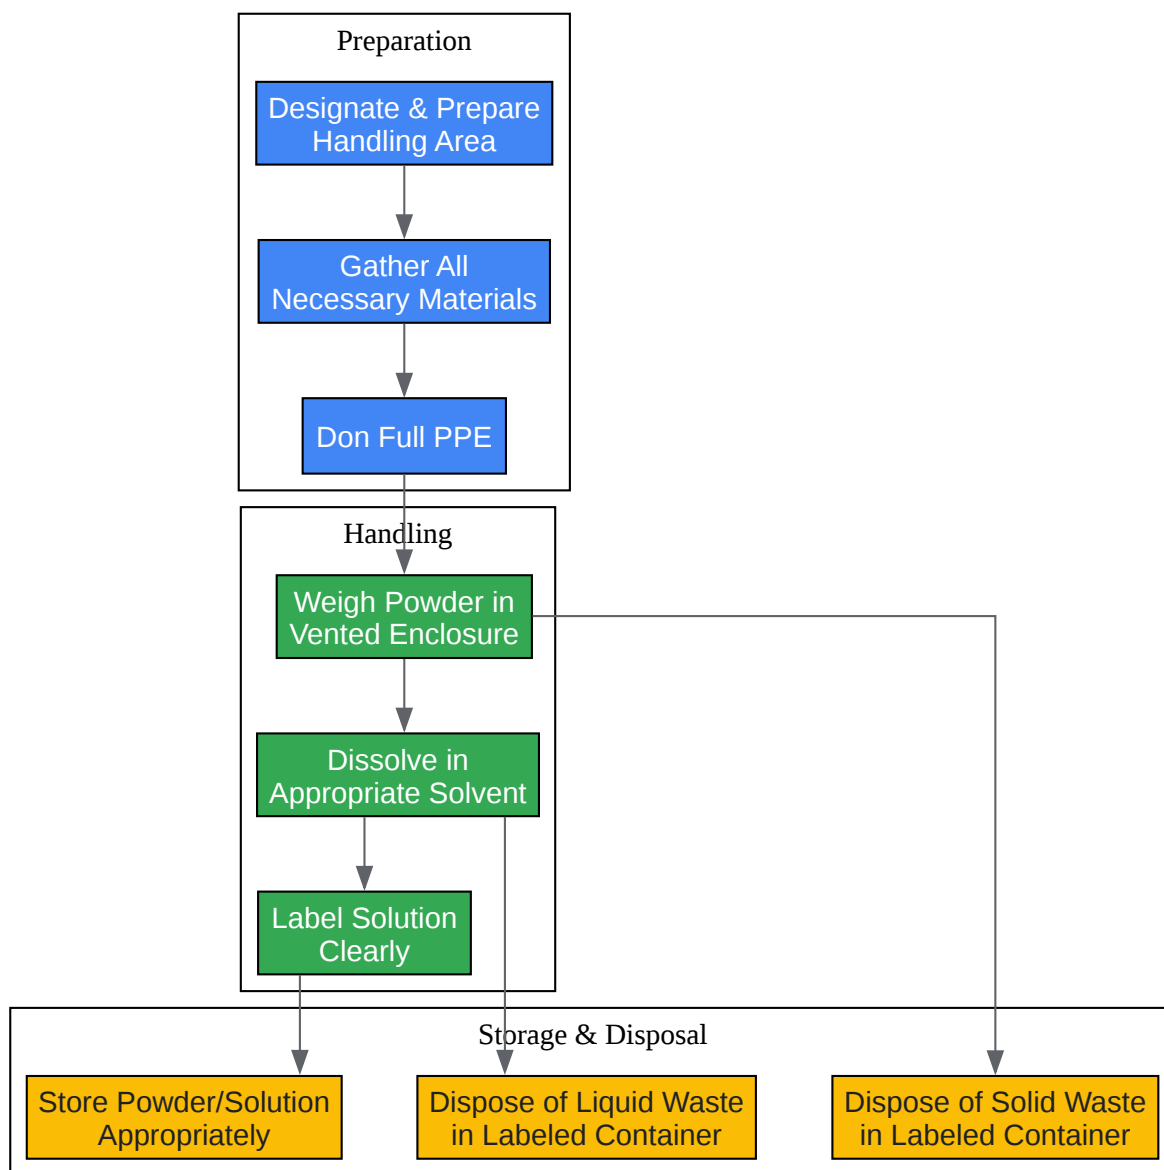 Preparation
Designate & Prepare
Handling Area
Gather All
Necessary Materials
Don Full PPE
Handling
Weigh Powder in
Vented Enclosure
Dissolve in
Appropriate Solvent
Label Solution
Clearly
Storage & Disposal
Store Powder/Solution
Appropriately
Dispose of Liquid Waste
in Labeled Container
Dispose of Solid Waste
in Labeled Container